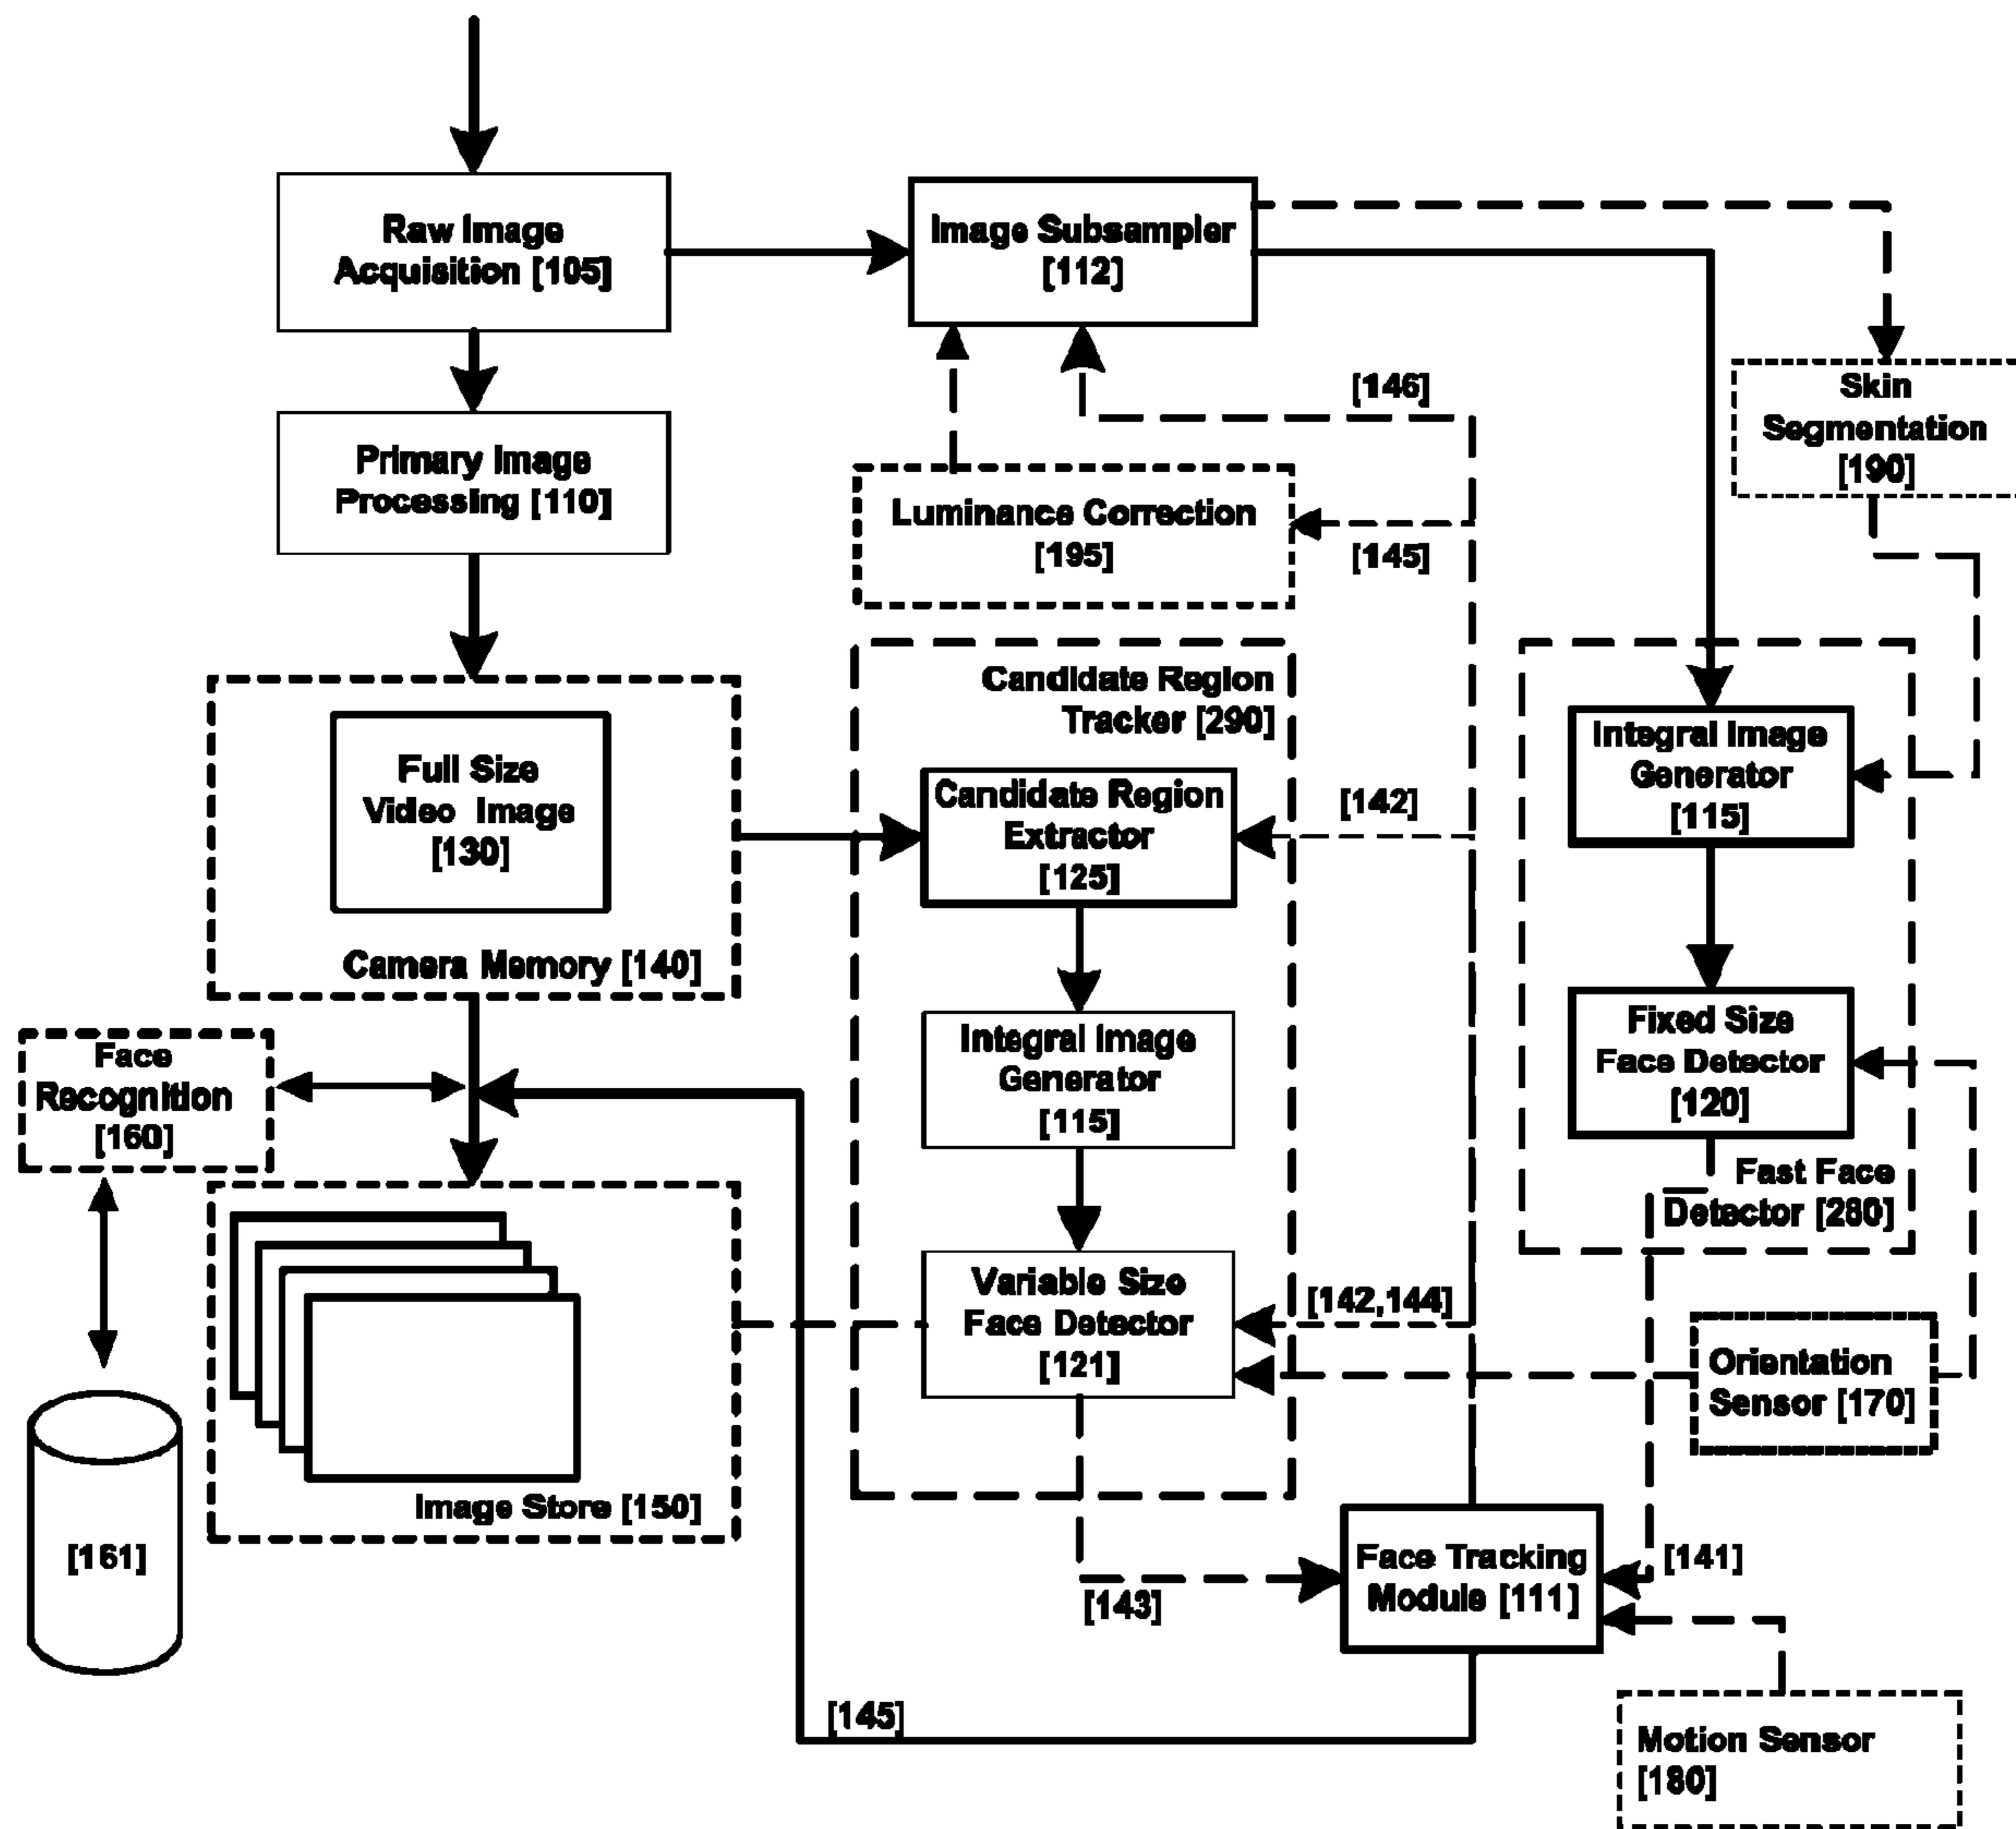 Raw Image
Acquisition [105]
Image Subsampler
[112]
[146]
Skin
Segmentation
[190]
Primary Image
Processing [110]
Luminance Correction
[195]
[145]
Candidate Region
Tracker [290]
Full Size
Video Image
[130]
Camera Memory [140]
Candidate Region
Extractor
[125]
[142]
Integral Image
Generator
[115]
Fixed Size
Face Detector
[120]
Fast Face
Detector [280]
Face
Recognition
[160]
Integral Image
Generator
[115]
Variable Size
Face Detector
[121]
[142,144]
Orientation
Sensor [170]
Image Store [150]
[161]
[143]
Face Tracking
Module [111]
[141]
[145]
Motion Sensor
[180]